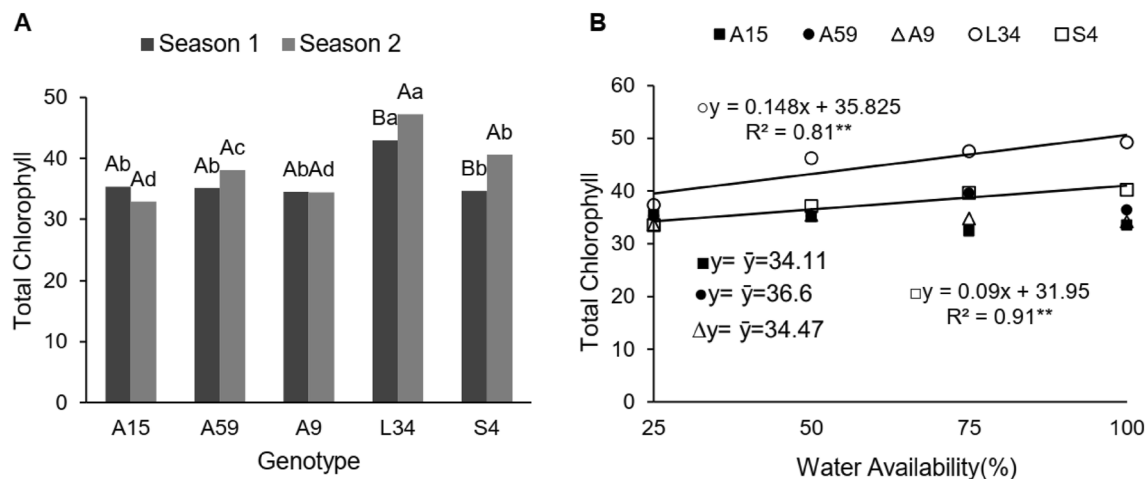 A
Season 1 Season 2
Total Chlorophyll
50
40
30
20
10
0
Ab
Ad
Ab
Ac
Ab
Ad
Ba
Aa
Bb
Ab
A15 A59 A9 L34 S4
Genotype
B
■A15 ●A59 △A9 ○L34 □S4
Total Chlorophyll
60
50
40
30
20
10
0
○y = 0.148x + 35.825
R² = 0.81**
■y= ȳ=34.11
●y= ȳ=36.6
△y= ȳ=34.47
□y = 0.09x + 31.95
R² = 0.91**
25 50 75 100
Water Availability(%)